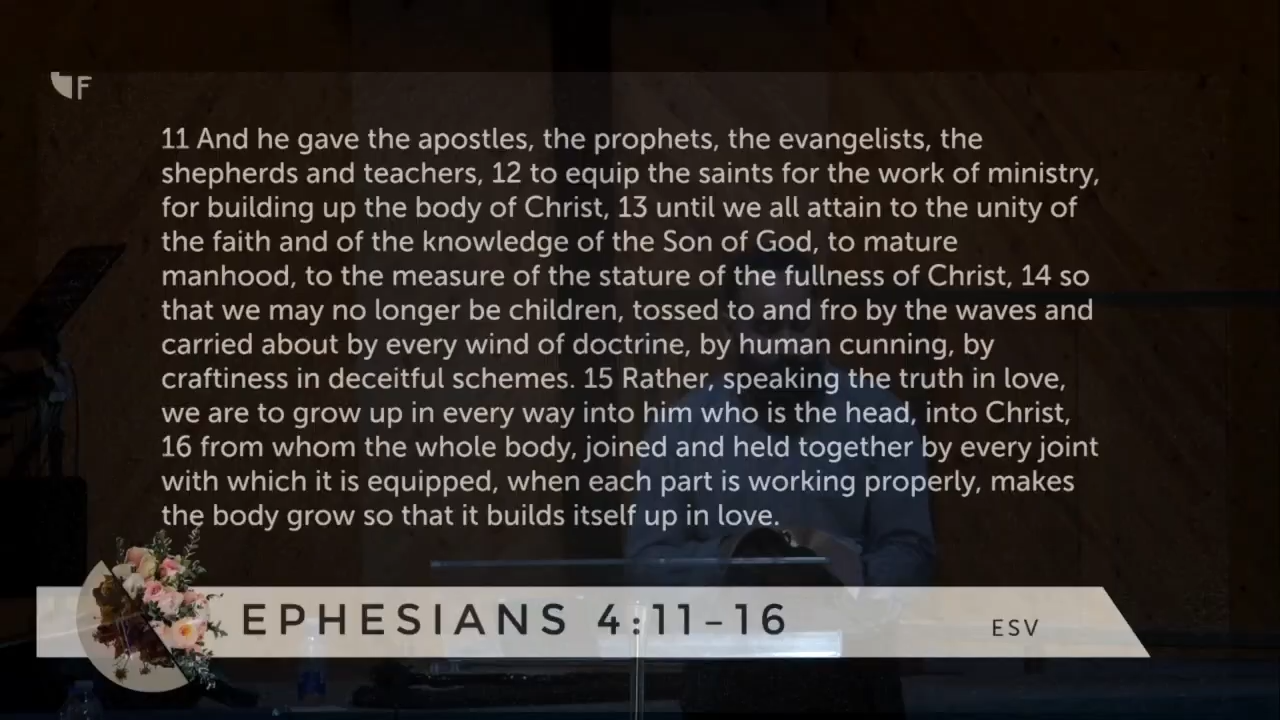 F
11 And he gave the apostles, the prophets, the evangelists, the
shepherds and teachers, 12 to equip the saints for the work of ministry,
for building up the body of Christ, 13 until we all attain to the unity of
the faith and of the knowledge of the Son of God, to mature
manhood, to the measure of the stature of the fullness of Christ, 14 so
that we may no longer be children, tossed to and fro by the waves and
carried about by every wind of doctrine, by human cunning, by
craftiness in deceitful schemes. 15 Rather, speaking the truth in love,
we are to grow up in every way into him who is the head, into Christ,
16 from whom the whole body, joined and held together by every joint
with which it is equipped, when each part is working properly, makes
the body grow so that it builds itself up in love.
EPHESIANS 4:11–16 ESV